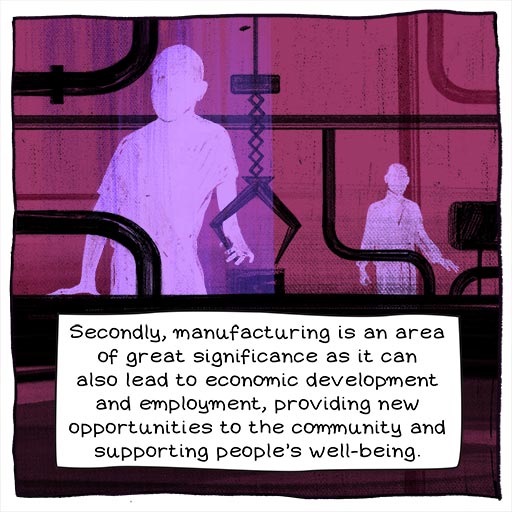 Secondly, manufacturing is an area
of great significance as it can
also lead to economic development
and employment, providing new
opportunities to the community and
supporting people's well-being.